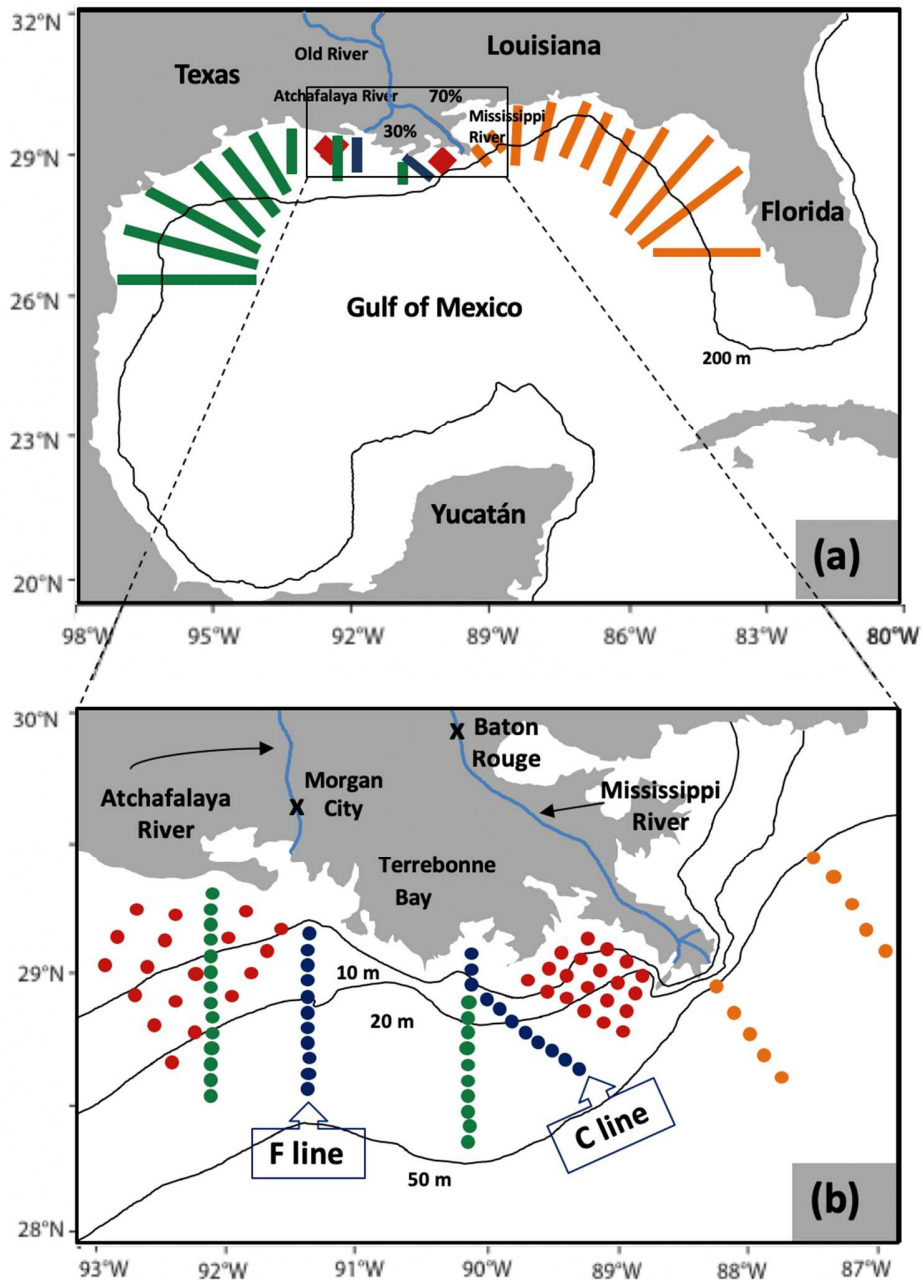 32°N
29°N
26°N
23°N
20°N
Texas
Old River
Louisiana
Atchafalaya River
70%
30%
Mississippi
River
Florida
Gulf of Mexico
200 m
Yucatán
(a)
98°W
95°W
92°W
89°W
86°W
83°W
80°W
30°N
29°N
28°N
X Baton
Rouge
Atchafalaya
River
X
Morgan
City
Mississippi
River
Terrebonne
Bay
10 m
20 m
F line
C line
50 m
(b)
93°W
92°W
91°W
90°W
89°W
88°W
87°W